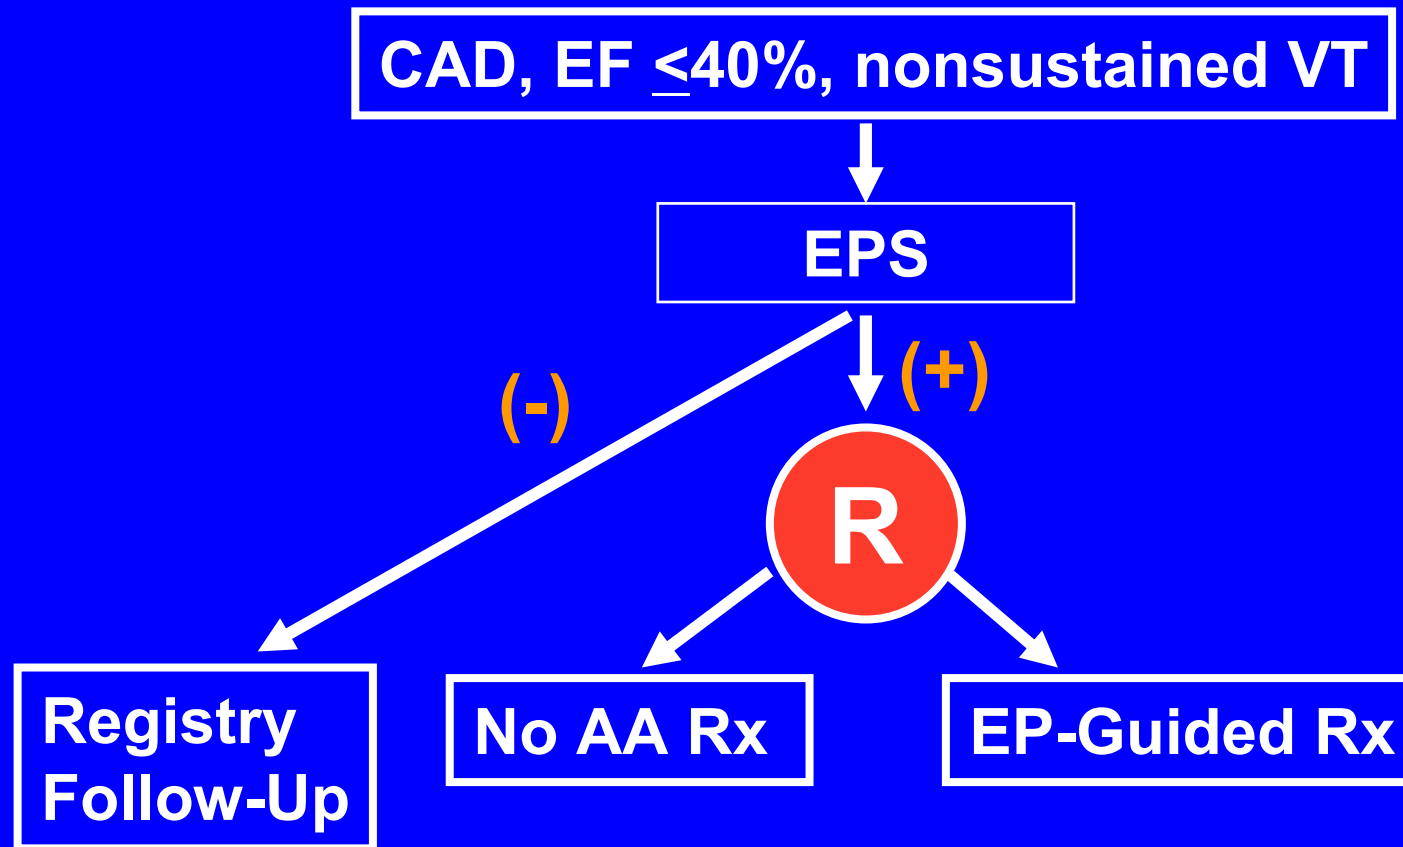 CAD, EF <40%, nonsustained VT
EPS
(-)
(+)
R
Registry
Follow-Up
No AA Rx
EP-Guided Rx